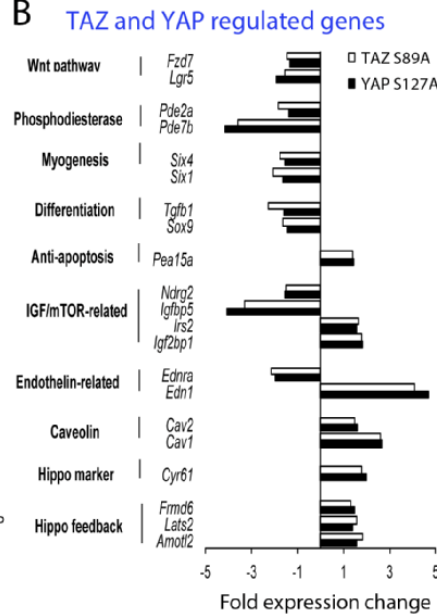 B TAZ and YAP regulated genes
TAZ S89A
YAP S127A
Wnt pathway
Fzd7
Lgr5
Phosphodiesterase
Pde2a
Pde7b
Myogenesis
Six4
Six1
Differentiation
Tgfb1
Sox9
Anti-apoptosis
Pea15a
IGF/mTOR-related
Ndrg2
Igfbp5
Irs2
Igf2bp1
Endothelin-related
Ednra
Edn1
Caveolin
Cav2
Cav1
Hippo marker
Cyr61
Hippo feedback
Frmd6
Lats2
Amotl2
-5 -3 -1 1 3 5
Fold expression change